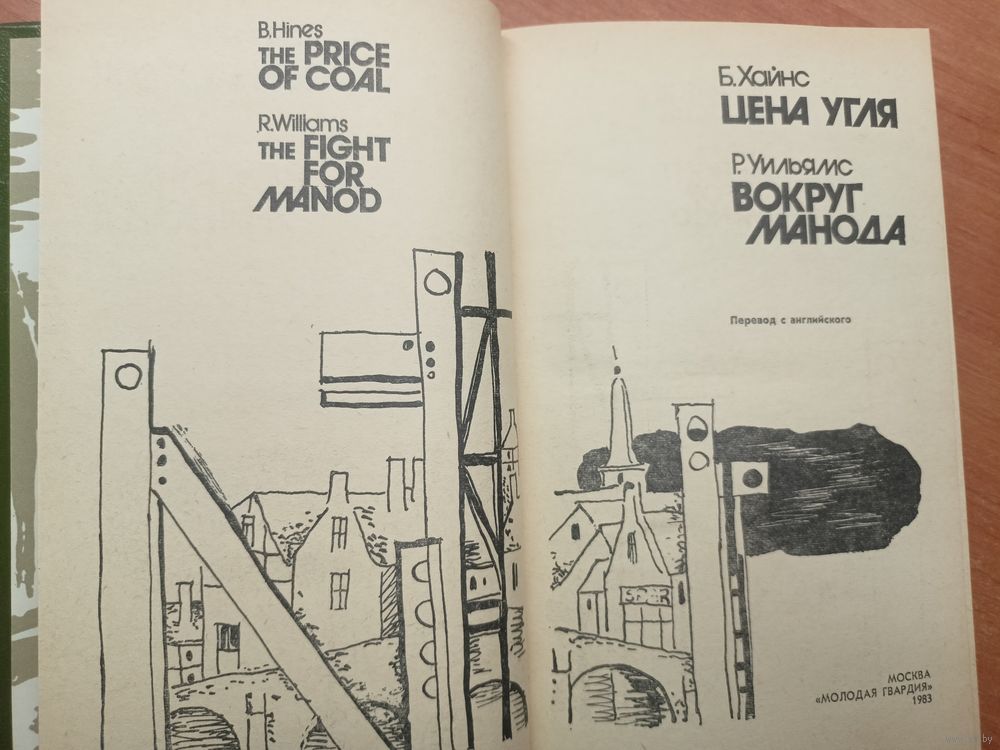 B.Hines
THE PRICE
OF COAL
R.Williams
THE FIGHT
FOR
MANOD
Б.Хайнс
ЦЕНА УГЛЯ
Р.Уильямс
ВОКРУГ
МАНОДА
Перевод с английского
МОСКВА
«МОЛОДАЯ ГВАРДИЯ»
1983